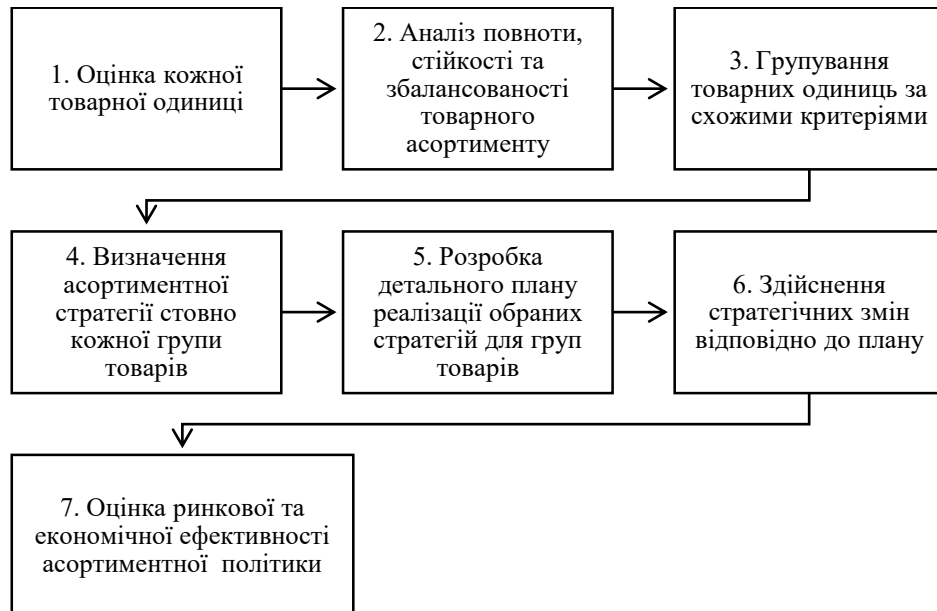 1. Оцінка кожної
товарної одиниці
2. Аналіз повноти,
стійкості та
збалансованості
товарного
асортименту
3. Групування
товарних одиниць за
схожими критеріями
4. Визначення
асортиментної
стратегії стовно
кожної групи
товарів
5. Розробка
детального плану
реалізації обраних
стратегій для груп
товарів
6. Здійснення
стратегічних змін
відповідно до плану
7. Оцінка ринкової та
економічної ефективності
асортиментної політики